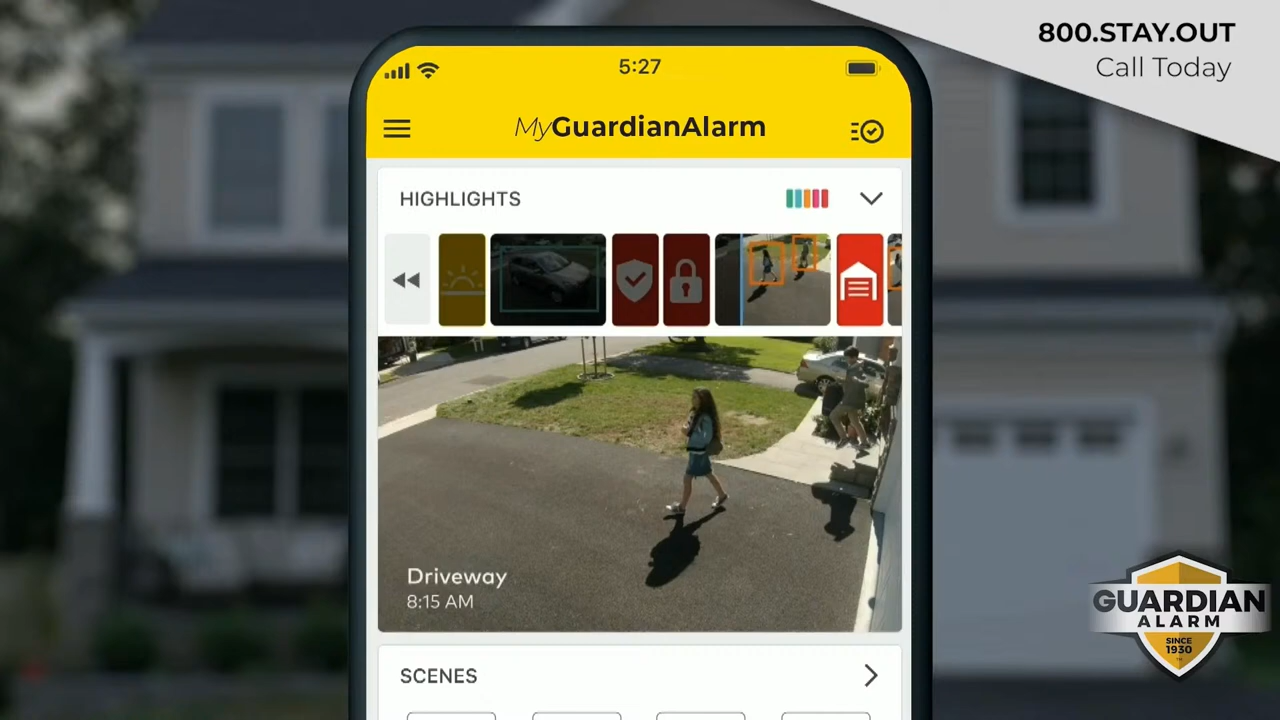 800.STAY.OUT
Call Today
5:27
MyGuardianAlarm
HIGHLIGHTS
Driveway
8:15 AM
SCENES
GUARDIAN
ALARM
SINCE
1930